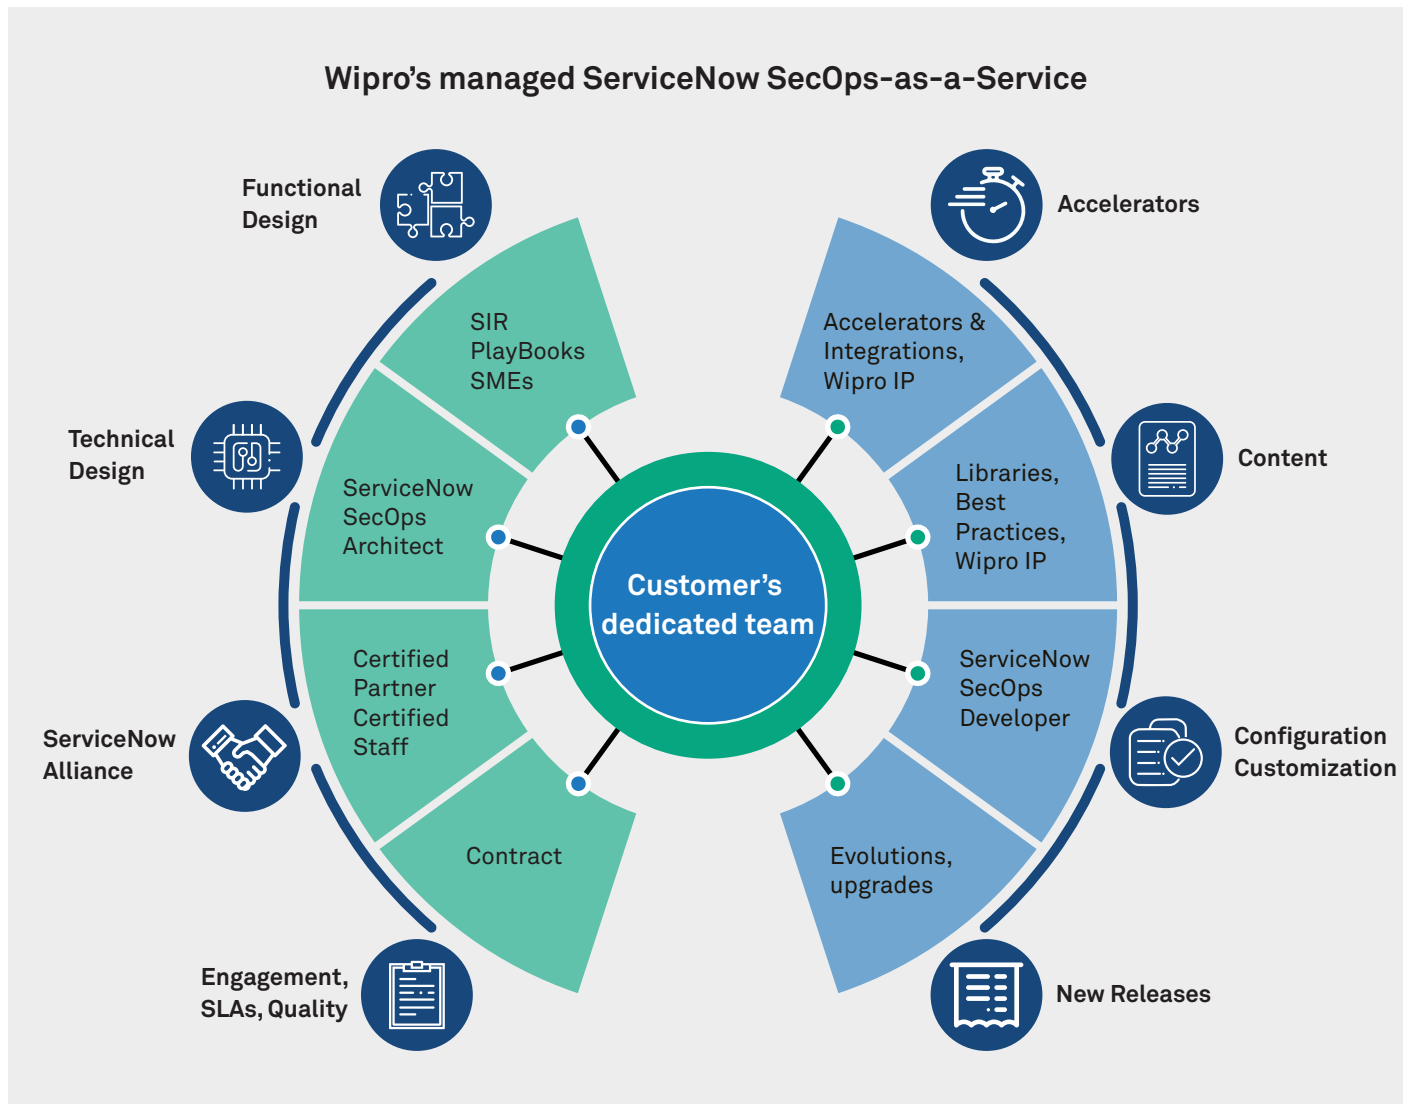 Wipro’s managed ServiceNow SecOps-as-a-Service
Functional
Design
Technical
Design
ServiceNow
Alliance
Engagement,
SLAs, Quality
SIR
PlayBooks
SMEs
ServiceNow
SecOps
Architect
Certified
Partner
Certified
Staff
Contract
Customer’s
dedicated team
Accelerators &
Integrations,
Wipro IP
Libraries,
Best
Practices,
Wipro IP
ServiceNow
SecOps
Developer
Evolutions,
upgrades
Accelerators
Content
Configuration
Customization
New Releases